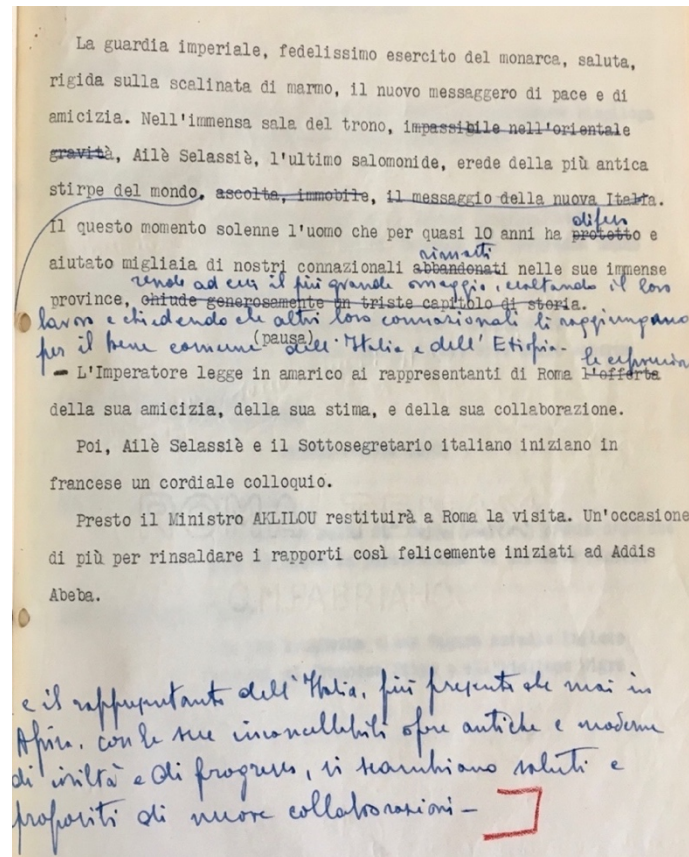 La guardia imperiale, fedelissimo esercito del monarca, saluta,
rigida sulla scalinata di marmo, il nuovo messaggero di pace e di
amicizia. Nell'immensa sala del trono, impassibile nell'orientale
gravità, Ailè Selassiè, l'ultimo salomonide, erede della più antica
stirpe del mondo, ascolta, immobile, il messaggio della nuova Italia.
Il questo momento solenne l'uomo che per quasi 10 anni ha protetto e
difeso
aiutato migliaia di nostri connazionali abbandonati nelle sue immense
rimasti
rende ad essi il più grande omaggio, esaltando il loro
province, chiude generosamente un triste capitolo di storia.
lavoro e chiedendo che altri loro connazionali li raggiungano
(pausa)
per il bene comune dell'Italia e dell'Etiopia - le espressioni
L'Imperatore legge in amarico ai rappresentanti di Roma l'offerta
della sua amicizia, della sua stima, e della sua collaborazione.
Poi, Ailè Selassiè e il Sottosegretario italiano iniziano in
francese un cordiale colloquio.
Presto il Ministro AKLILOU restituirà a Roma la visita. Un'occasione
di più per rinsaldare i rapporti così felicemente iniziati ad Addis
Abeba.
e il rappresentante dell'Italia, più presente che mai in
Africa, con le sue incancellabili opere antiche e moderne
di civiltà e di progresso, si scambiano saluti e
propositi di nuove collaborazioni -